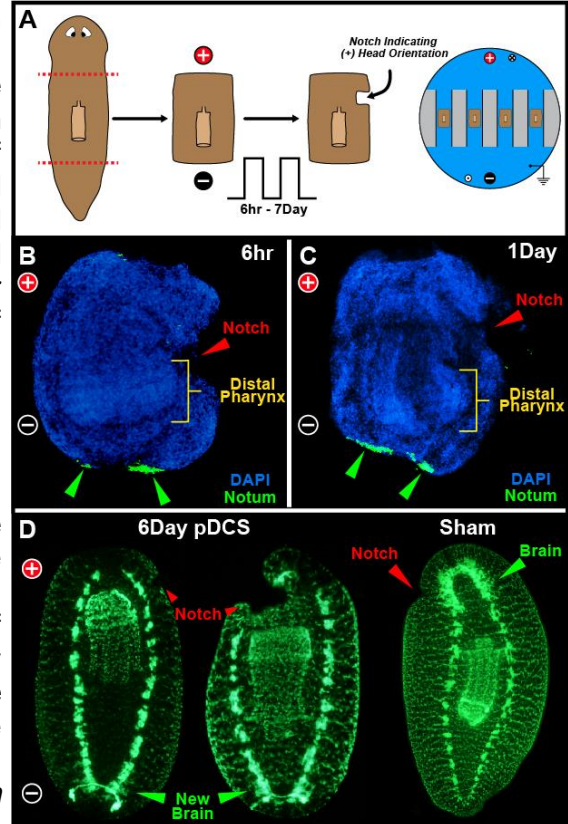 A
Notch Indicating
(+) Head Orientation
+
+
−
−
6hr - 7Day
B
6hr
+
Notch
Distal
Pharynx
−
DAPI
Notum
C
1Day
+
Notch
Distal
Pharynx
−
DAPI
Notum
D
6Day pDCS
Sham
+
Notch
Notch
Brain
−
New
Brain